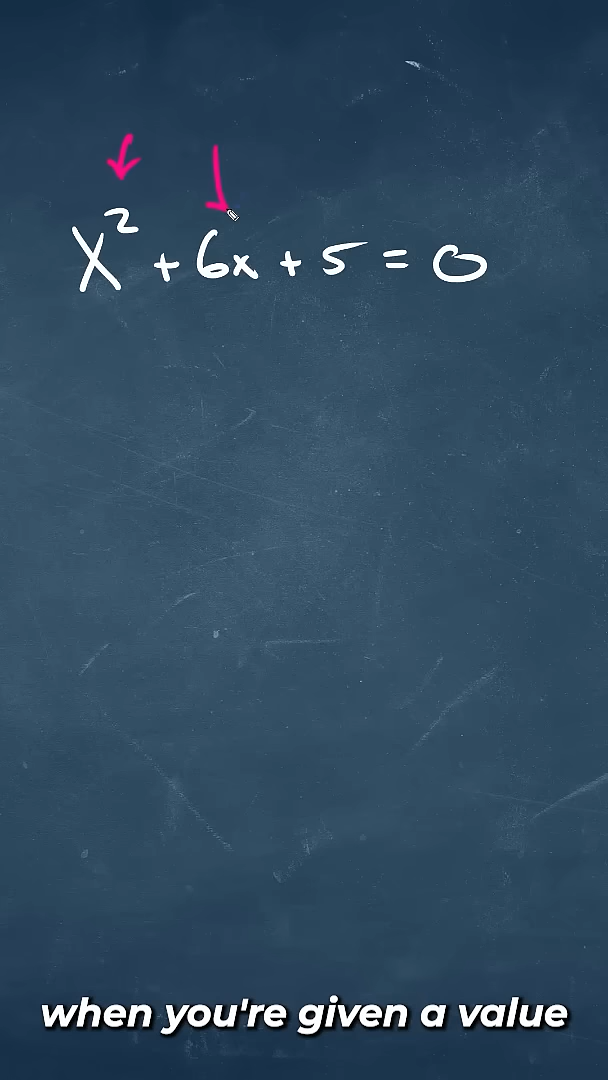 x² + 6x + 5 = 0
when you're given a value